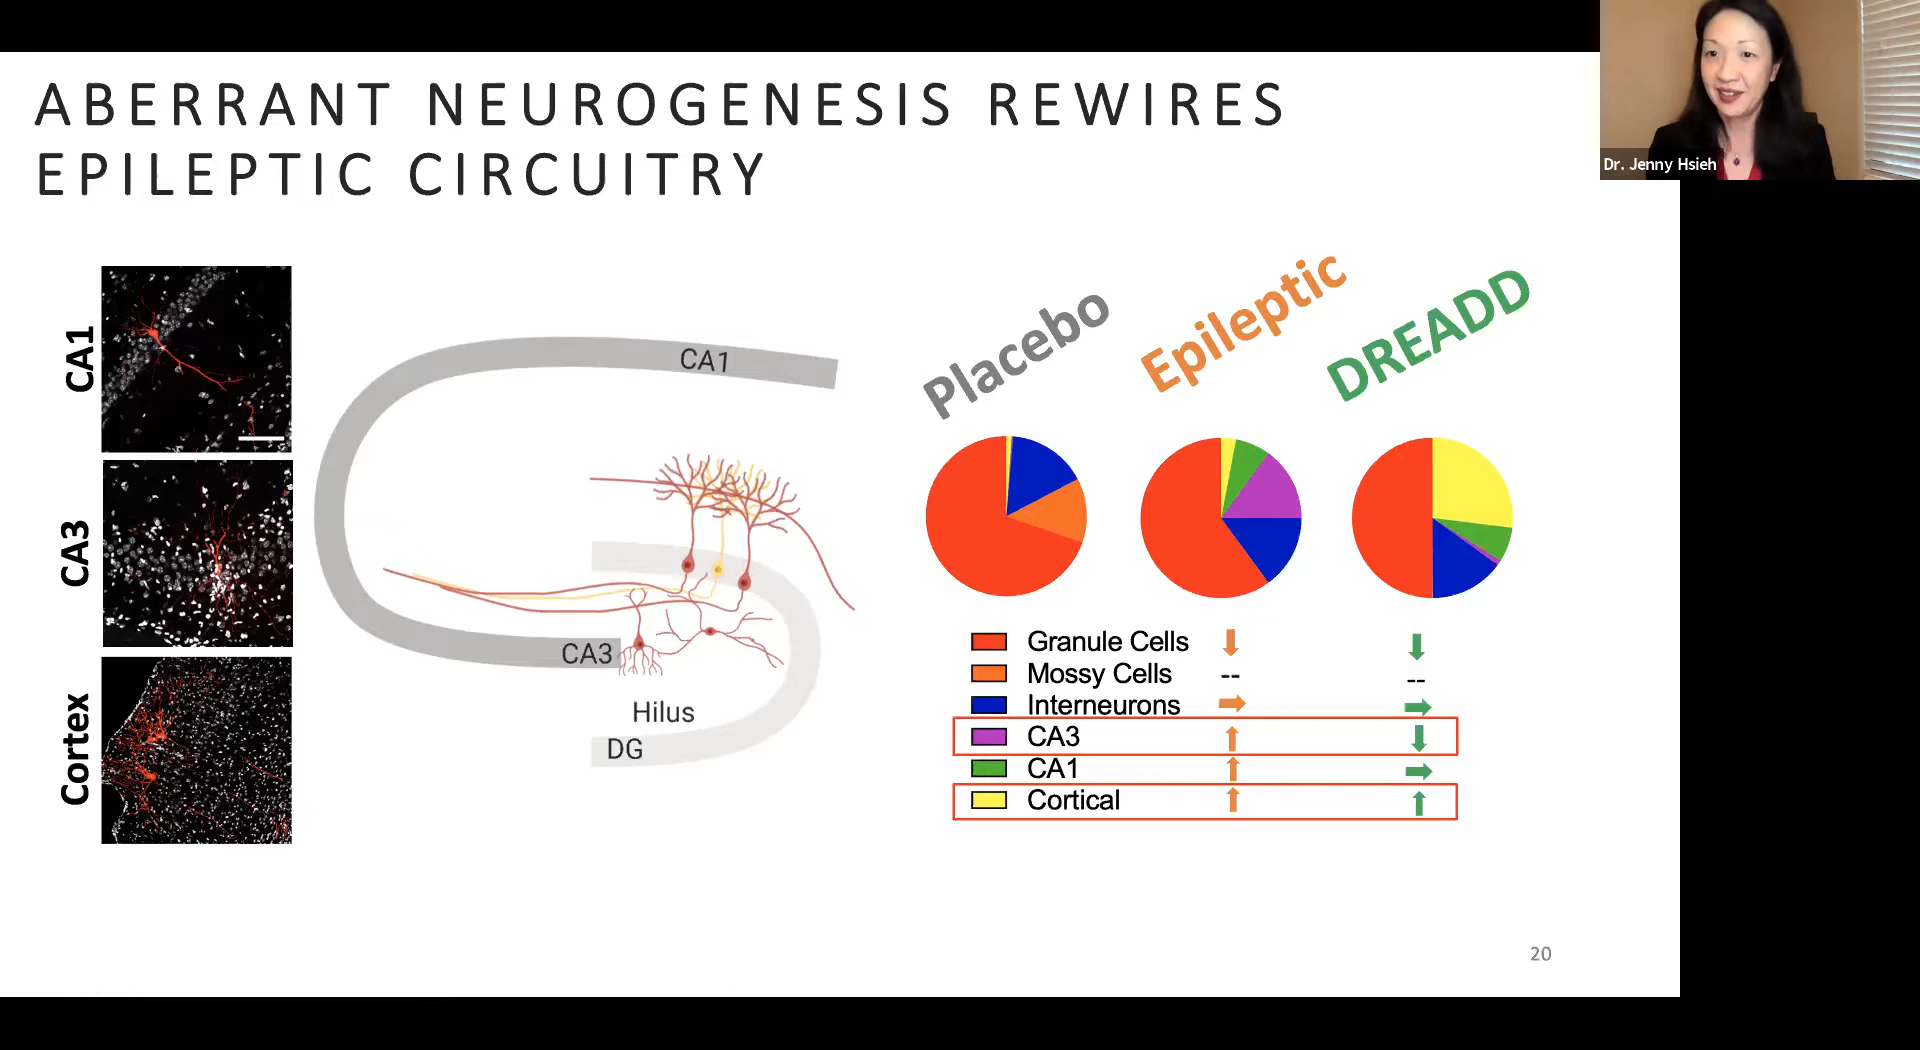 ABERRANT NEUROGENESIS REWIRES
EPILEPTIC CIRCUITRY
Dr. Jenny Hsieh
CA1
CA3
Cortex
CA1
CA3
Hilus
DG
Placebo
Epileptic
DREADD
Granule Cells
Mossy Cells -- --
Interneurons
CA3
CA1
Cortical
20